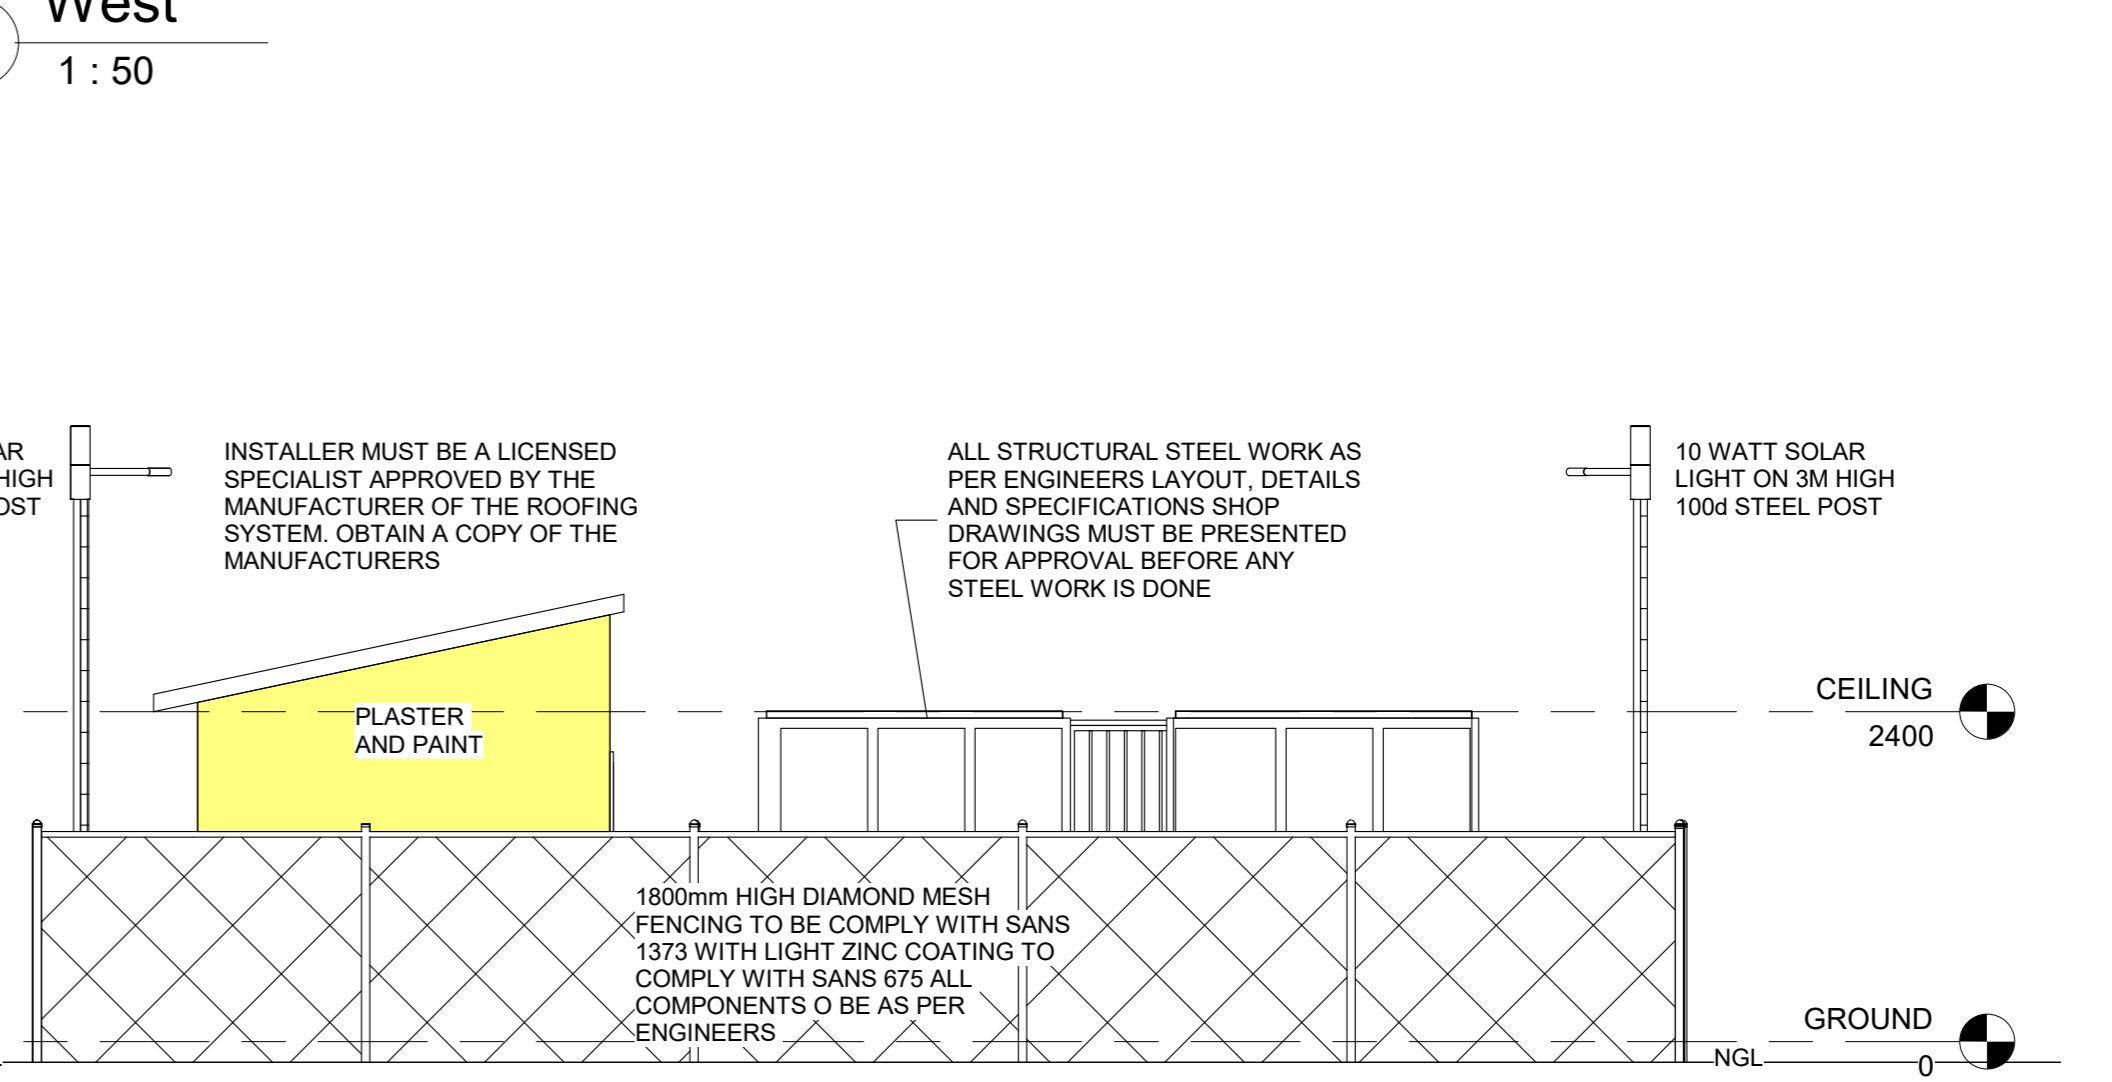 West
1 : 50
AR
HIGH
OST
INSTALLER MUST BE A LICENSED
SPECIALIST APPROVED BY THE
MANUFACTURER OF THE ROOFING
SYSTEM. OBTAIN A COPY OF THE
MANUFACTURERS
ALL STRUCTURAL STEEL WORK AS
PER ENGINEERS LAYOUT, DETAILS
AND SPECIFICATIONS SHOP
DRAWINGS MUST BE PRESENTED
FOR APPROVAL BEFORE ANY
STEEL WORK IS DONE
10 WATT SOLAR
LIGHT ON 3M HIGH
100d STEEL POST
PLASTER
AND PAINT
CEILING
2400
1800mm HIGH DIAMOND MESH
FENCING TO BE COMPLY WITH SANS
1373 WITH LIGHT ZINC COATING TO
COMPLY WITH SANS 675 ALL
COMPONENTS O BE AS PER
ENGINEERS
GROUND
NGL
0